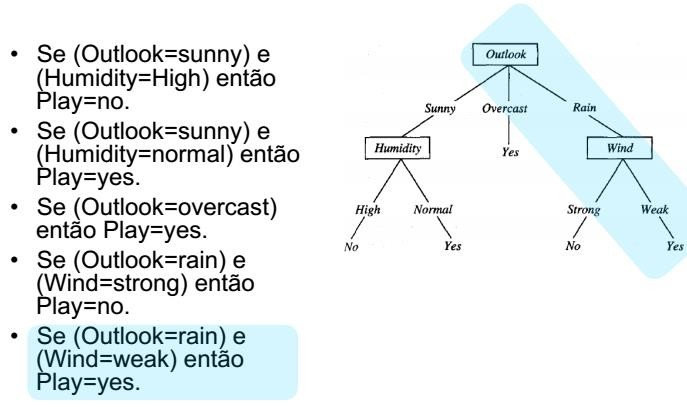 • Se (Outlook=sunny) e
(Humidity=High) então
Play=no.
• Se (Outlook=sunny) e
(Humidity=normal) então
Play=yes.
• Se (Outlook=overcast)
então Play=yes.
• Se (Outlook=rain) e
(Wind=strong) então
Play=no.
• Se (Outlook=rain) e
(Wind=weak) então
Play=yes.
Outlook
Sunny Overcast Rain
Humidity Yes Wind
High Normal Strong Weak
No Yes No Yes